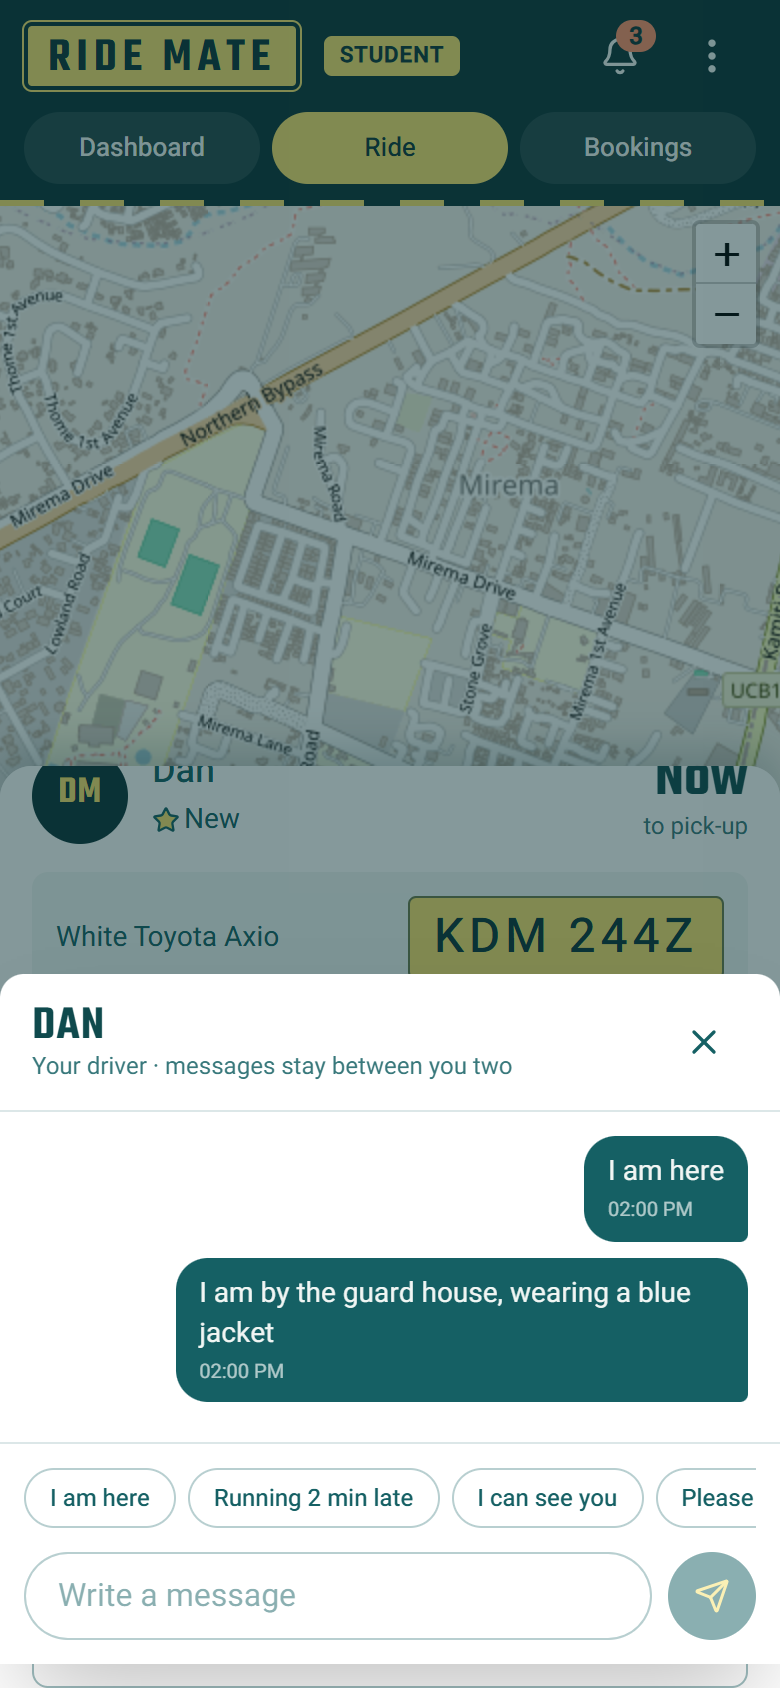 RIDE MATE
STUDENT
3
Dashboard
Ride
Bookings
+
−
Thome 1st Avenue
Thome 1st Avenue
Northern Bypass
Mirema Drive
Mirema Road
Mirema
Mirema Drive
Court
Lowland Road
Stone Grove
Mirema 1st Avenue
UCB1
Mirema Lane
Road
DM
Dan
NOW
New
to pick-up
White Toyota Axio
KDM 244Z
DAN
Your driver · messages stay between you two
I am here
02:00 PM
I am by the guard house, wearing a blue
jacket
02:00 PM
I am here
Running 2 min late
I can see you
Please
Write a message